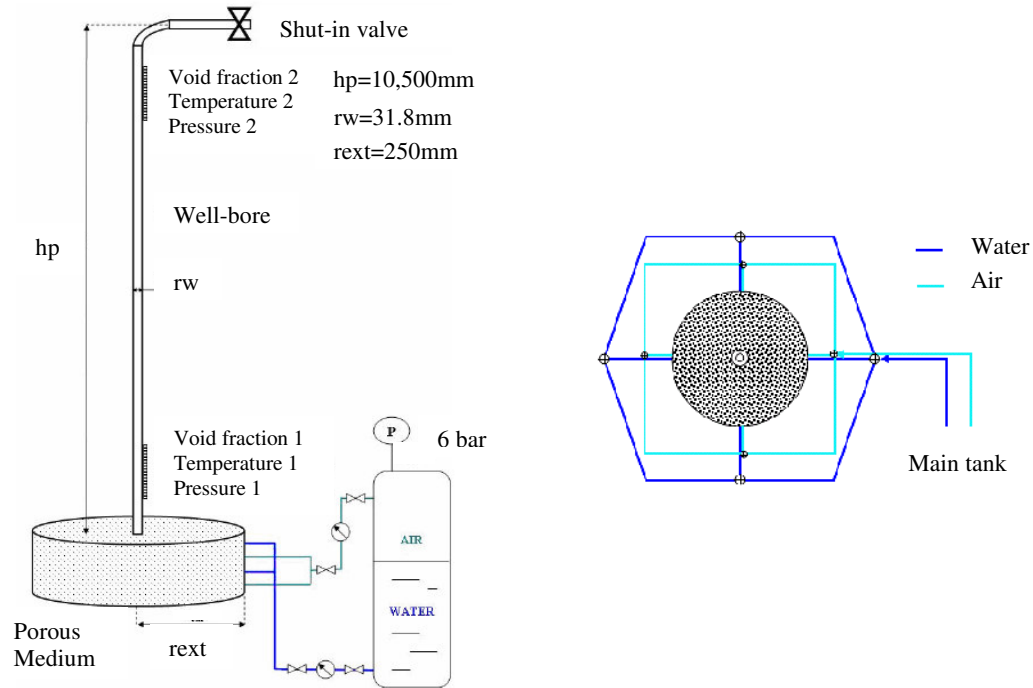 Shut-in valve
Void fraction 2
Temperature 2
Pressure 2
hp=10,500mm
rw=31.8mm
rext=250mm
Well-bore
hp
rw
Void fraction 1
Temperature 1
Pressure 1
P
6 bar
AIR
WATER
Porous
Medium
rext
Water
Air
Main tank